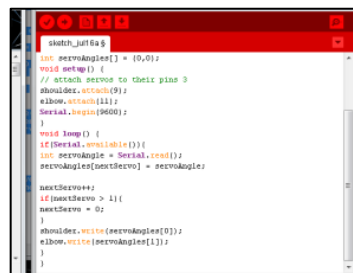 sketch_jul16a §
int servoAngles[] = {0,0};
void setup() {
// attach servos to their pins 3
shoulder.attach(9);
elbow.attach(11);
Serial.begin(9600);
}
void loop() {
if(Serial.available()){
int servoAngle = Serial.read();
servoAngles[nextServo] = servoAngle;
nextServo++;
if(nextServo > 1){
nextServo = 0;
}
shoulder.write(servoAngles[0]);
elbow.write(servoAngles[1]);
}
}